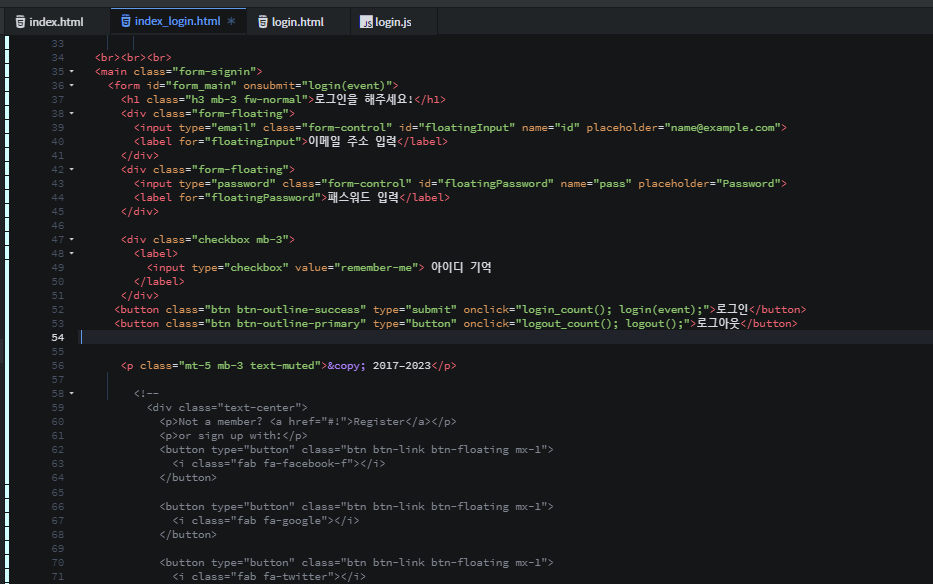 index.html index_login.html * login.html JS login.js
33
34 <br><br><br>
35 <main class="form-signin">
36 <form id="form_main" onsubmit="login(event)">
37 <h1 class="h3 mb-3 fw-normal">로그인을 해주세요!</h1>
38 <div class="form-floating">
39 <input type="email" class="form-control" id="floatingInput" name="id" placeholder="name@example.com">
40 <label for="floatingInput">이메일 주소 입력</label>
41 </div>
42 <div class="form-floating">
43 <input type="password" class="form-control" id="floatingPassword" name="pass" placeholder="Password">
44 <label for="floatingPassword">패스워드 입력</label>
45 </div>
46
47 <div class="checkbox mb-3">
48 <label>
49 <input type="checkbox" value="remember-me"> 아이디 기억
50 </label>
51 </div>
52 <button class="btn btn-outline-success" type="submit" onclick="login_count(); login(event);">로그인</button>
53 <button class="btn btn-outline-primary" type="button" onclick="logout_count(); logout();">로그아웃</button>
54
55
56 <p class="mt-5 mb-3 text-muted">&copy; 2017-2023</p>
57
58 <!--
59 <div class="text-center">
60 <p>Not a member? <a href="#!">Register</a></p>
61 <p>or sign up with:</p>
62 <button type="button" class="btn btn-link btn-floating mx-1">
63 <i class="fab fa-facebook-f"></i>
64 </button>
65
66 <button type="button" class="btn btn-link btn-floating mx-1">
67 <i class="fab fa-google"></i>
68 </button>
69
70 <button type="button" class="btn btn-link btn-floating mx-1">
71 <i class="fab fa-twitter"></i>